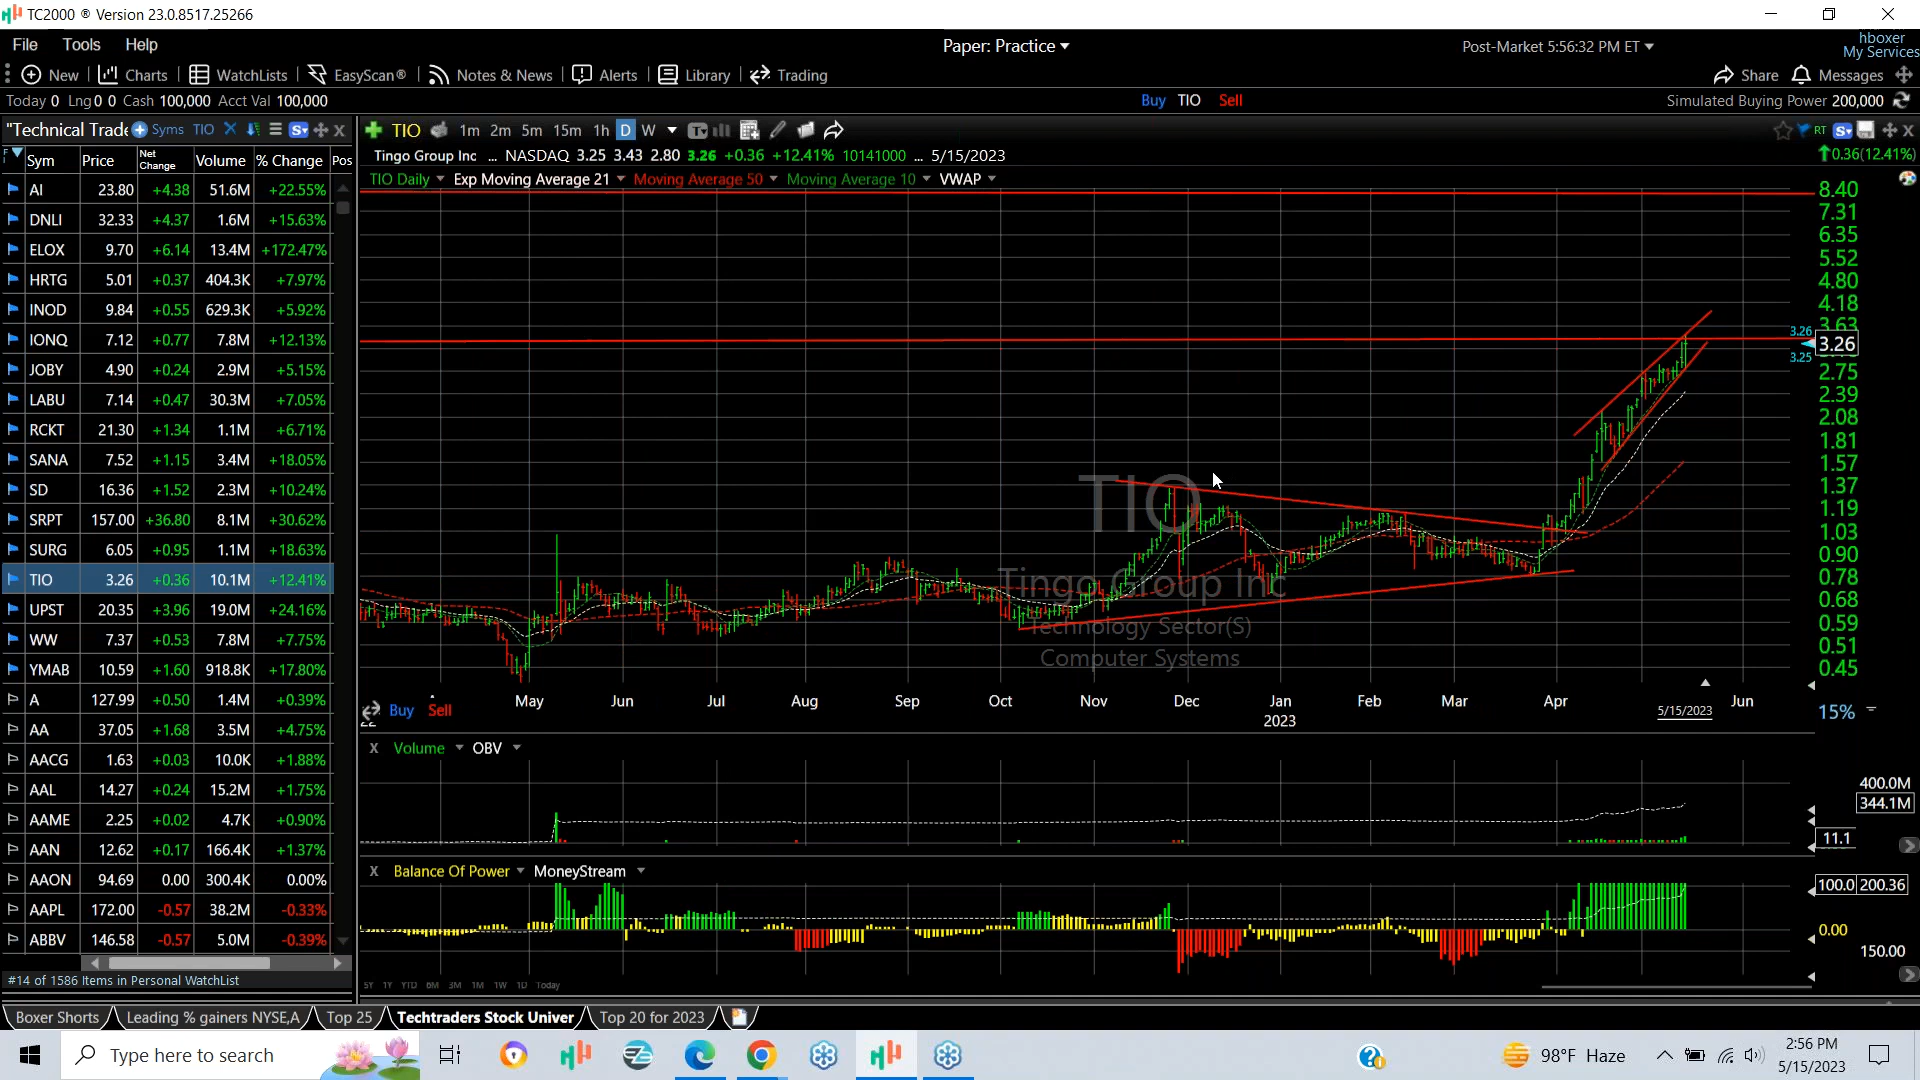 TC2000 ® Version 23.0.8517.25266
File Tools Help
Paper: Practice
Post-Market 5:56:32 PM ET
hboxer
My Services
New Charts WatchLists EasyScan® Notes & News Alerts Library Trading
Share Messages
Today 0 Lng 0 0 Cash 100,000 Acct Val 100,000
Buy TIO Sell
Simulated Buying Power 200,000
"Technical Trade Syms TIO
TIO 1m 2m 5m 15m 1h D W
RT
Tingo Group Inc ... NASDAQ 3.25 3.43 2.80 3.26 +0.36 +12.41% 10141000 ... 5/15/2023
0.36(12.41%)
TIO Daily Exp Moving Average 21 Moving Average 50 Moving Average 10 VWAP
Sym Price Net Change Volume % Change Pos
AI 23.80 +4.38 51.6M +22.55%
DNLI 32.33 +4.37 1.6M +15.63%
ELOX 9.70 +6.14 13.4M +172.47%
HRTG 5.01 +0.37 404.3K +7.97%
INOD 9.84 +0.55 629.3K +5.92%
IONQ 7.12 +0.77 7.8M +12.13%
JOBY 4.90 +0.24 2.9M +5.15%
LABU 7.14 +0.47 30.3M +7.05%
RCKT 21.30 +1.34 1.1M +6.71%
SANA 7.52 +1.15 3.4M +18.05%
SD 16.36 +1.52 2.3M +10.24%
SRPT 157.00 +36.80 8.1M +30.62%
SURG 6.05 +0.95 1.1M +18.63%
TIO 3.26 +0.36 10.1M +12.41%
UPST 20.35 +3.96 19.0M +24.16%
WW 7.37 +0.53 7.8M +7.75%
YMAB 10.59 +1.60 918.8K +17.80%
A 127.99 +0.50 1.4M +0.39%
AA 37.05 +1.68 3.5M +4.75%
AACG 1.63 +0.03 10.0K +1.88%
AAL 14.27 +0.24 15.2M +1.75%
AAME 2.25 +0.02 4.7K +0.90%
AAN 12.62 +0.17 166.4K +1.37%
AAON 94.69 0.00 300.4K 0.00%
AAPL 172.00 -0.57 38.2M -0.33%
ABBV 146.58 -0.57 5.0M -0.39%
#14 of 1586 Items in Personal WatchList
8.40
7.31
6.35
5.52
4.80
4.18
3.63
3.26
3.26
3.25
2.75
2.39
2.08
1.81
1.57
1.37
1.19
1.03
0.90
0.78
0.68
0.59
0.51
0.45
TIO
Tingo Group Inc
Technology Sector(S)
Computer Systems
May Jun Jul Aug Sep Oct Nov Dec Jan Feb Mar Apr Jun
2023
5/15/2023
15%
Buy Sell
22
X Volume OBV
400.0M
344.1M
11.1
X Balance Of Power MoneyStream
100.0 200.36
0.00
150.00
5Y 1Y YTD 6M 3M 1M 1W 1D Today
Boxer Shorts Leading % gainers NYSE,A Top 25 Techtraders Stock Univer Top 20 for 2023
Type here to search
98°F Haze
2:56 PM
5/15/2023